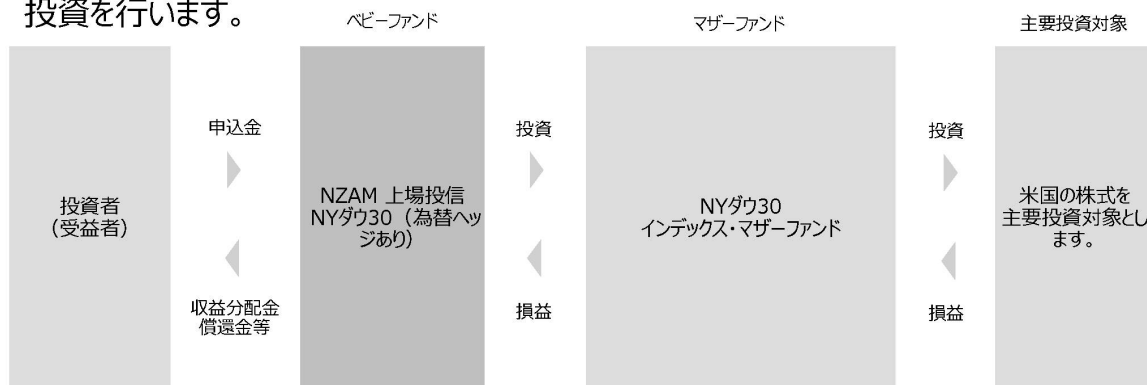 投資を行います。
ベビーファンド
マザーファンド
主要投資対象
申込金
投資
投資
投資者
（受益者）
NZAM 上場投信
NYダウ30（為替ヘッ
ジあり）
NYダウ30
インデックス・マザーファンド
米国の株式を
主要投資対象とし
ます。
収益分配金
償還金等
損益
損益